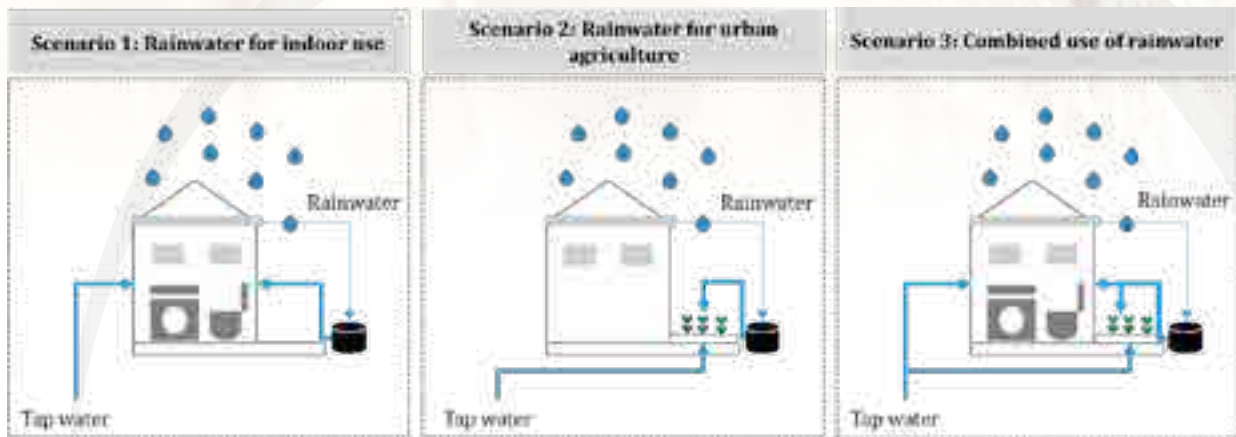 Scenario 1: Rainwater for indoor use
Scenario 2: Rainwater for urban
agriculture
Scenario 3: Combined use of rainwater
Rainwater
Rainwater
Rainwater
Tap water
Tap water
Tap water